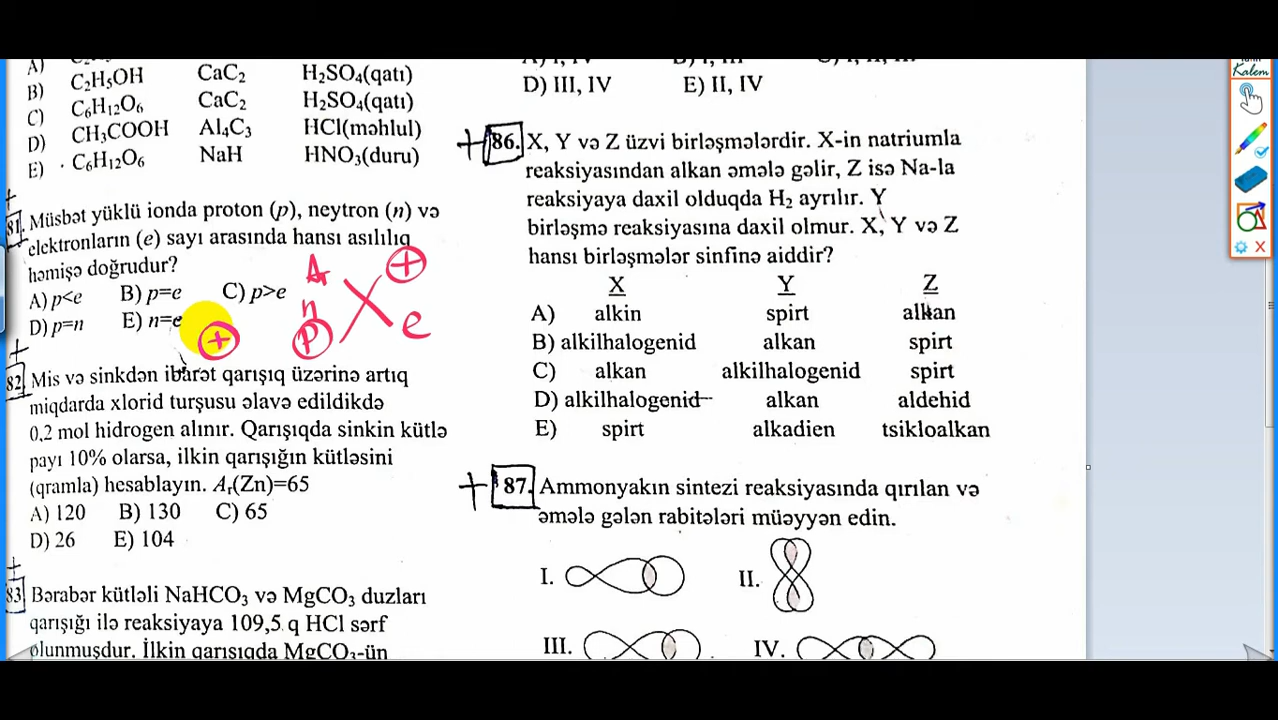 A)
B) C₂H₅OH CaC₂ H₂SO₄(qatı)
C) C₆H₁₂O₆ CaC₂ H₂SO₄(qatı)
D) CH₃COOH Al₄C₃ HCl(məhlul)
E) C₆H₁₂O₆ NaH HNO₃(duru)
81. Müsbət yüklü ionda proton (p), neytron (n) və
elektronların (e) sayı arasında hansı asılılıq
həmişə doğrudur?
A) p<e B) p=e C) p>e
D) p=n E) n=e
A +
n
p e
+
82. Mis və sinkdən ibarət qarışıq üzərinə artıq
miqdarda xlorid turşusu əlavə edildikdə
0,2 mol hidrogen alınır. Qarışıqda sinkin kütlə
payı 10% olarsa, ilkin qarışığın kütləsini
(qramla) hesablayın. Aᵣ(Zn)=65
A) 120 B) 130 C) 65
D) 26 E) 104
83. Bərabər kütləli NaHCO₃ və MgCO₃ duzları
qarışığı ilə reaksiyaya 109,5 q HCl sərf
olunmuşdur. İlkin qarışıqda MgCO₃-ün
D) III, IV E) II, IV
86. X, Y və Z üzvi birləşmələrdir. X-in natriumla
reaksiyasından alkan əmələ gəlir, Z isə Na-la
reaksiyaya daxil olduqda H₂ ayrılır. Y
birləşmə reaksiyasına daxil olmur. X, Y və Z
hansı birləşmələr sinfinə aiddir?
X Y Z
A) alkin spirt alkan
B) alkilhalogenid alkan spirt
C) alkan alkilhalogenid spirt
D) alkilhalogenid alkan aldehid
E) spirt alkadien tsikloalkan
87. Ammonyakın sintezi reaksiyasında qırılan və
əmələ gələn rabitələri müəyyən edin.
I. II.
III. IV.
Kalem